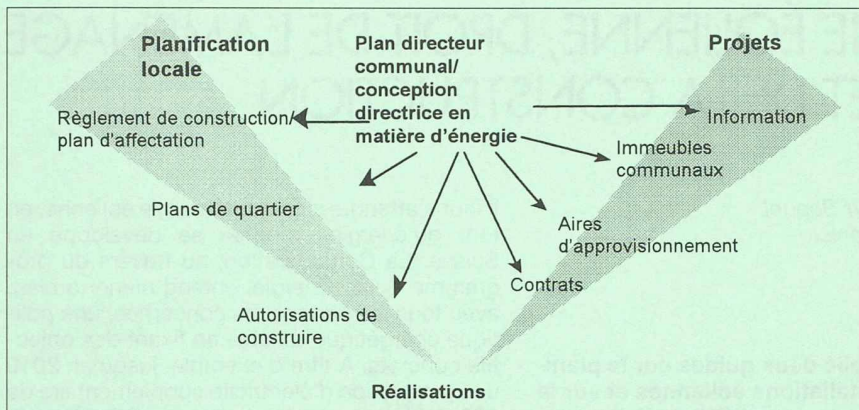 Planification
locale
Plan directeur
communal/
conception
directrice en
matière d'énergie
Projets
Règlement de construction/
plan d'affectation
Information
Immeubles
communaux
Plans de quartier
Aires
d'approvisionnement
Contrats
Autorisations de
construire
Réalisations